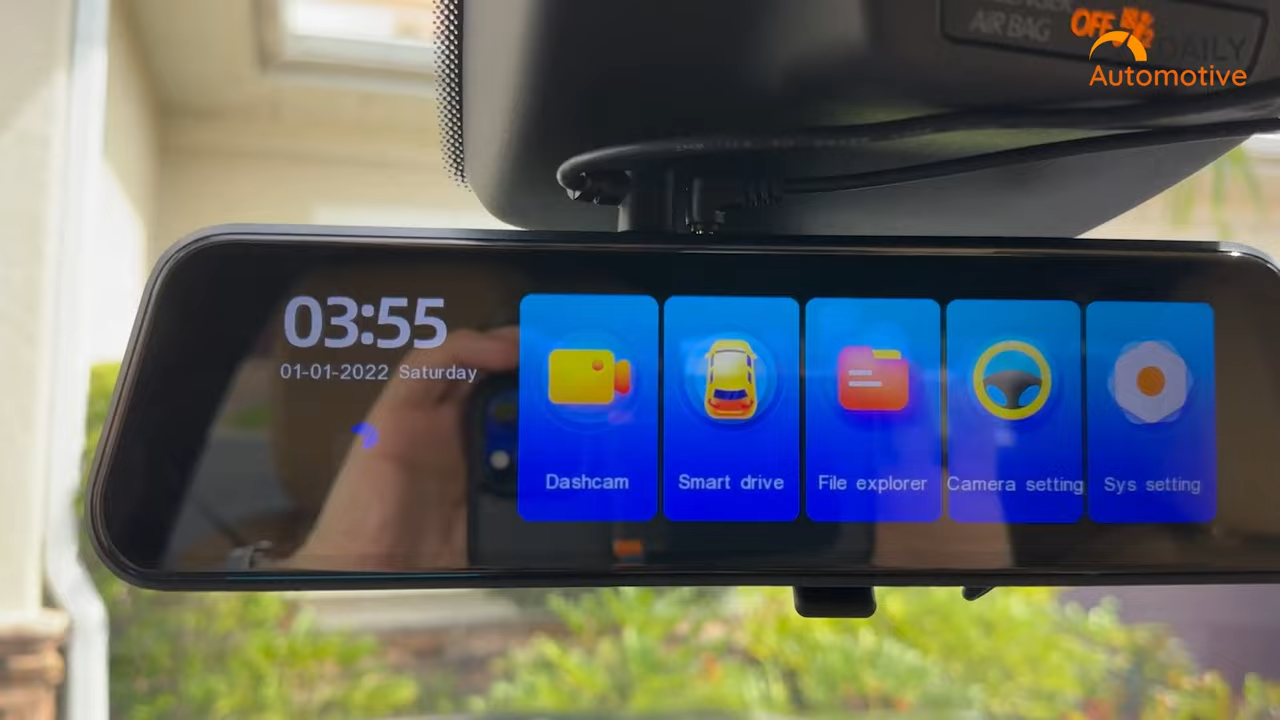 AIR BAG OFF
DAILY
Automotive
03:55
01-01-2022 Saturday
Dashcam
Smart drive
File explorer
Camera setting
Sys setting